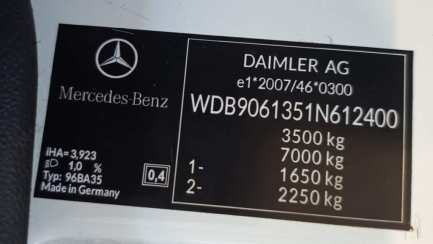 Mercedes-Benz
iHA=3,923
1,0 %
Typ: 96BA35
Made in Germany
0,4
DAIMLER AG
e1*2007/46*0300
WDB9061351N612400
3500 kg
7000 kg
1- 1650 kg
2- 2250 kg